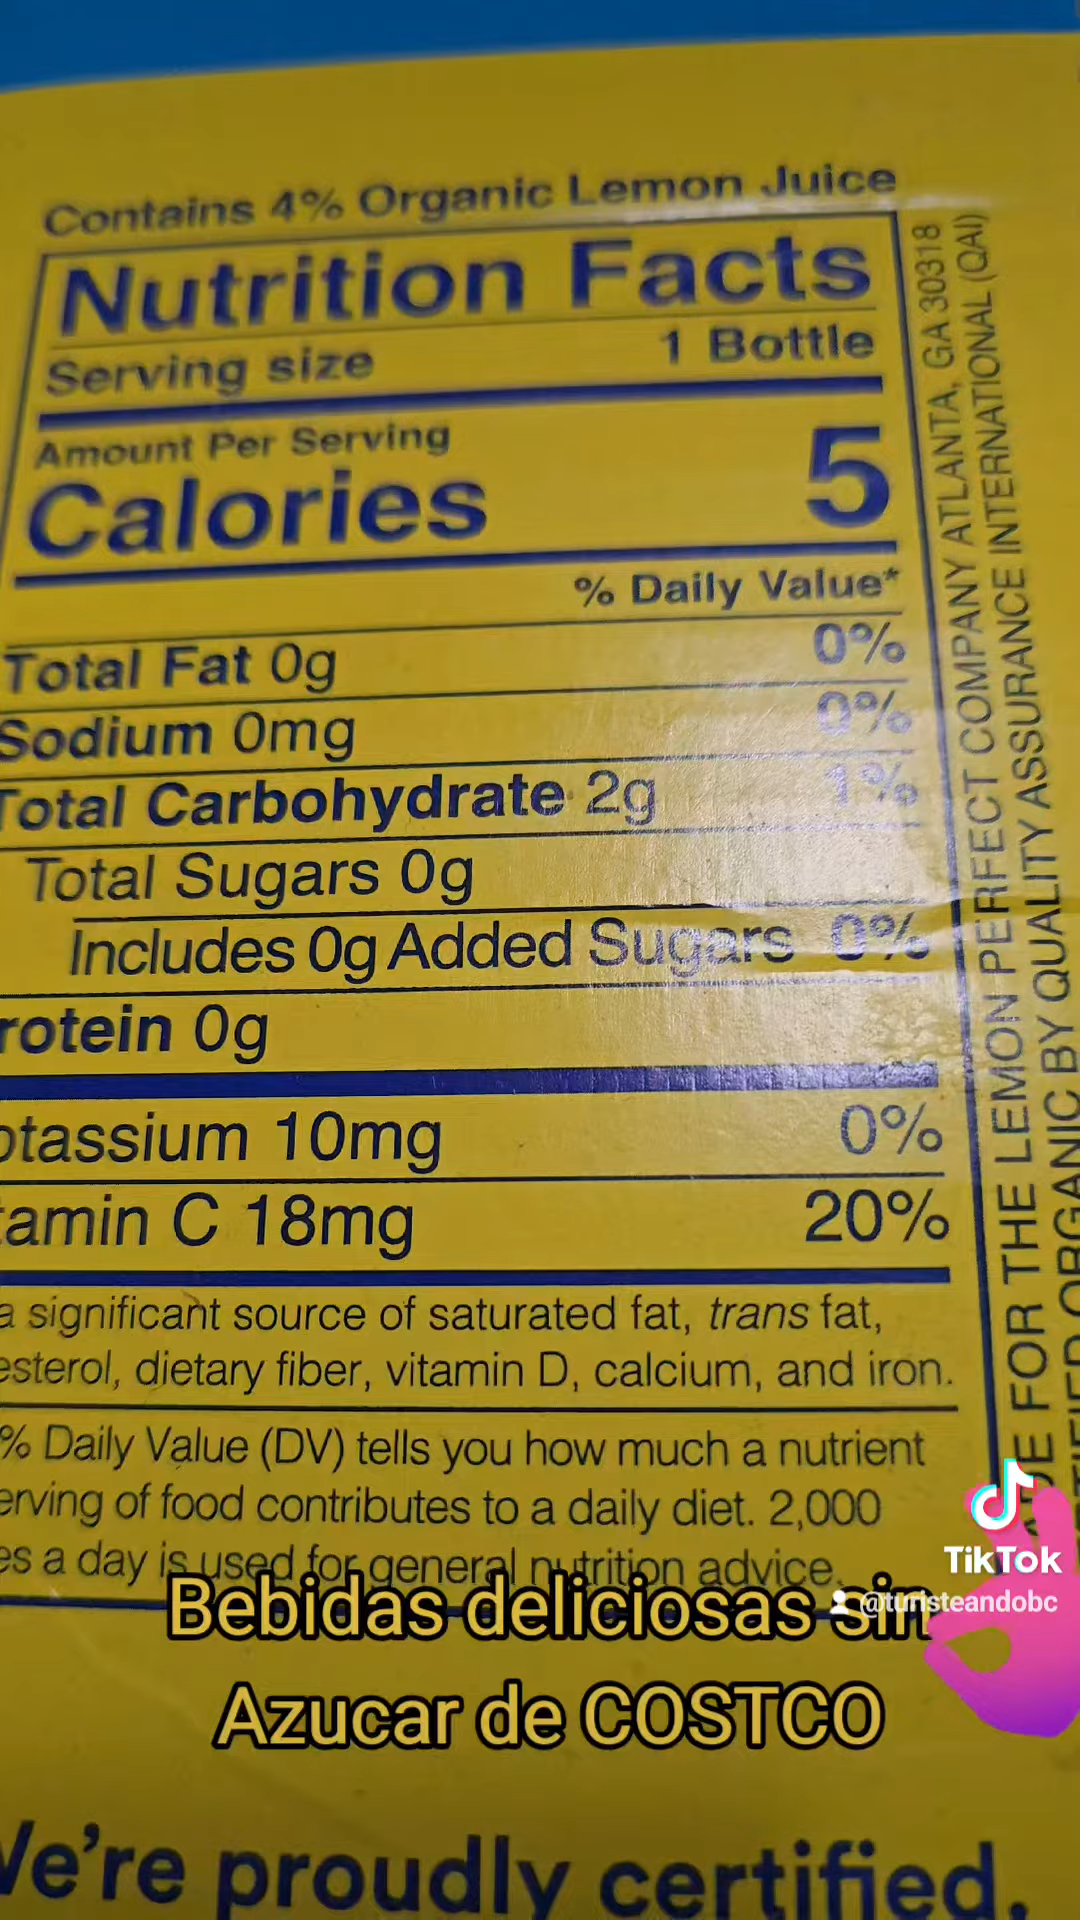 Contains 4% Organic Lemon Juice
Nutrition Facts
Serving size 1 Bottle
Amount Per Serving
Calories 5
% Daily Value*
Total Fat 0g 0%
Sodium 0mg 0%
Total Carbohydrate 2g 1%
Total Sugars 0g
Includes 0g Added Sugars 0%
rotein 0g
otassium 10mg 0%
tamin C 18mg 20%
a significant source of saturated fat, trans fat,
esterol, dietary fiber, vitamin D, calcium, and iron.
% Daily Value (DV) tells you how much a nutrient
erving of food contributes to a daily diet. 2,000
es a day is used for general nutrition advice.
FOR THE LEMON PERFECT COMPANY ATLANTA, GA 30318
ORGANIC BY QUALITY ASSURANCE INTERNATIONAL (QAI)
TikTok
@turisteandobc
Bebidas deliciosas sin
Azucar de COSTCO
We're proudly certified.